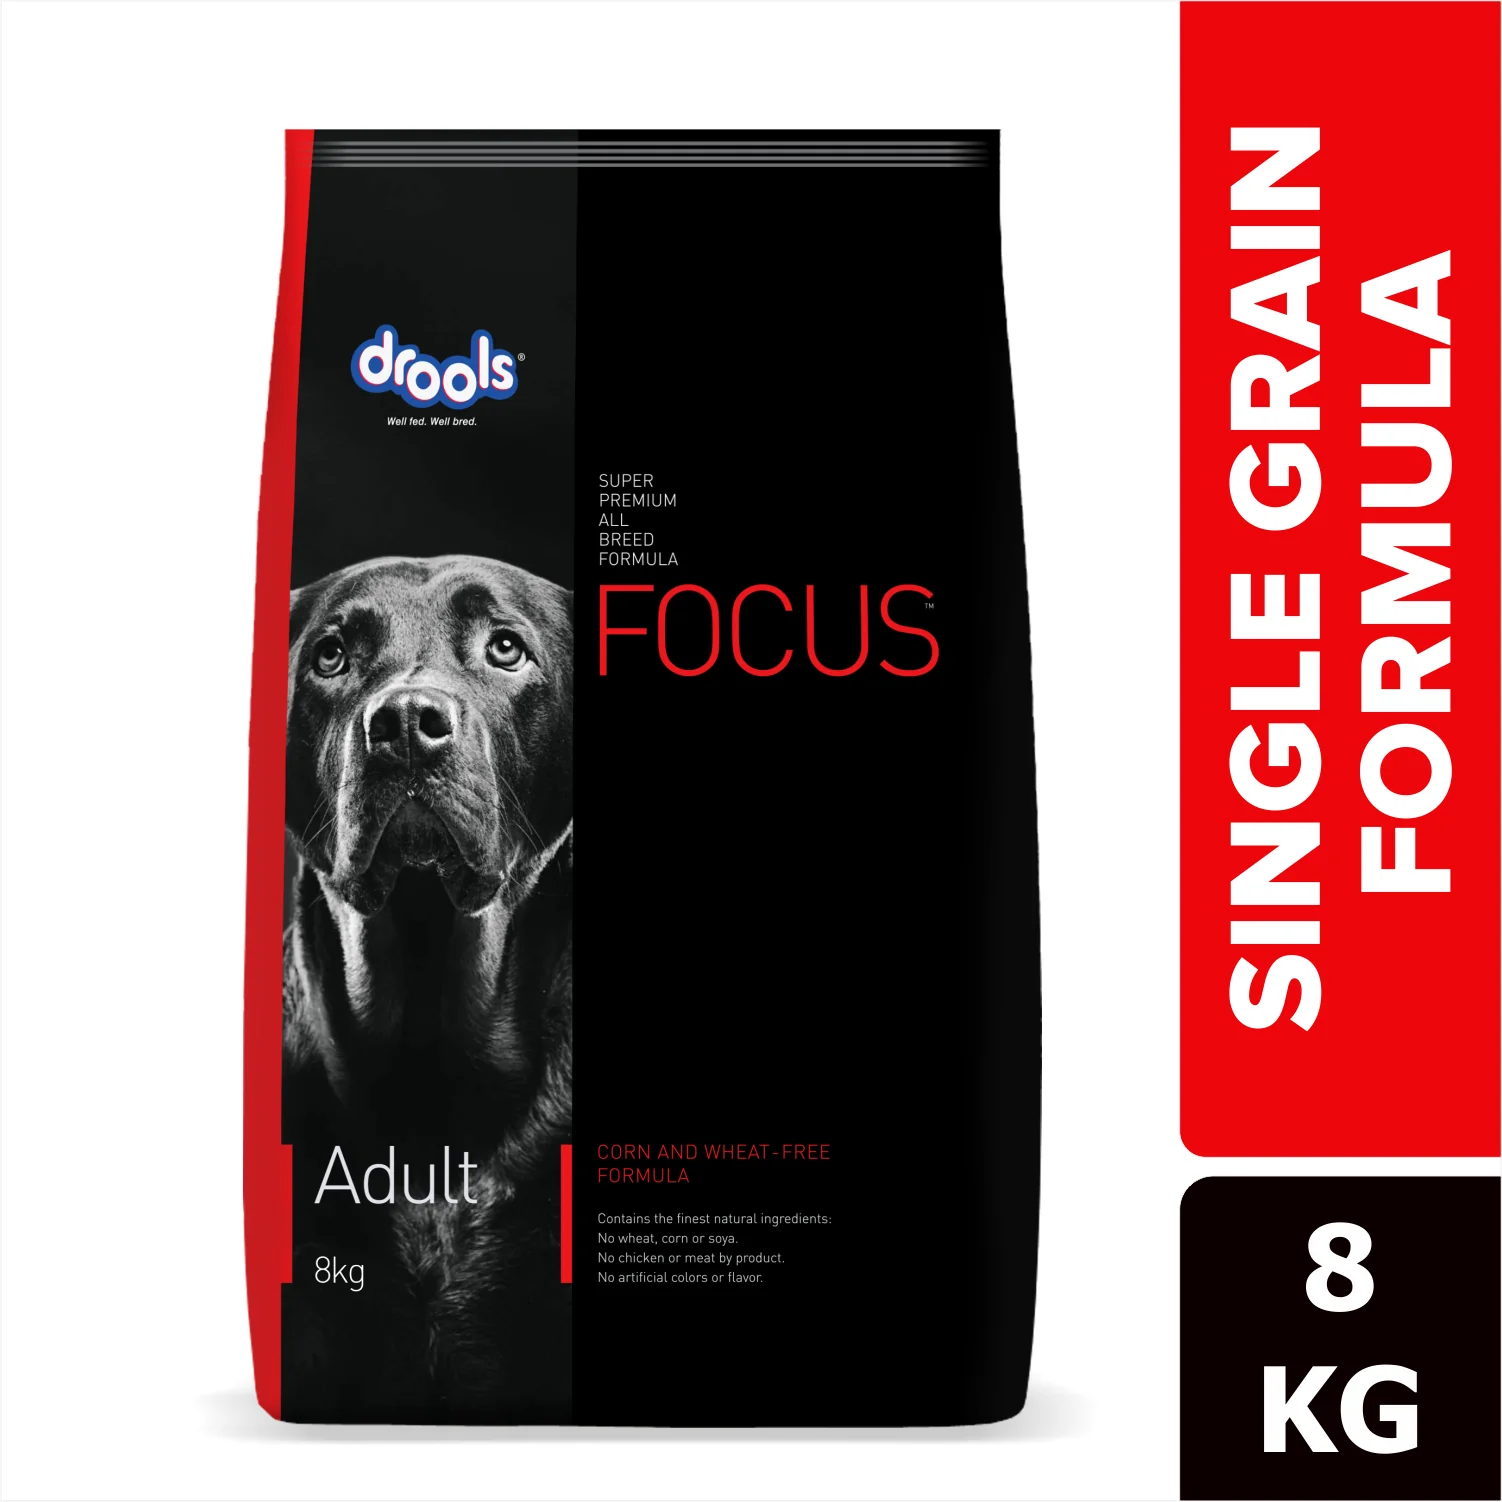 drools®
Well fed. Well bred.
SUPER
PREMIUM
ALL
BREED
FORMULA
FOCUS™
Adult
8kg
CORN AND WHEAT-FREE
FORMULA
Contains the finest natural ingredients:
No wheat, corn or soya.
No chicken or meat by product.
No artificial colors or flavor.
SINGLE GRAIN
FORMULA
8
KG